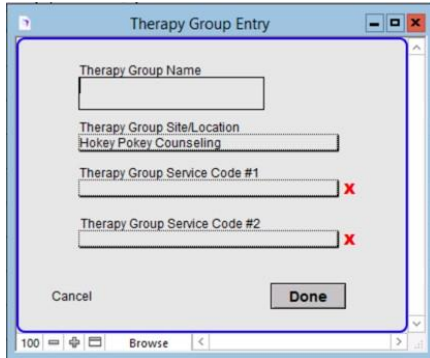 Therapy Group Entry
Therapy Group Name
Therapy Group Site/Location
Hokey Pokey Counseling
Therapy Group Service Code #1
X
Therapy Group Service Code #2
X
Cancel Done
100 Browse